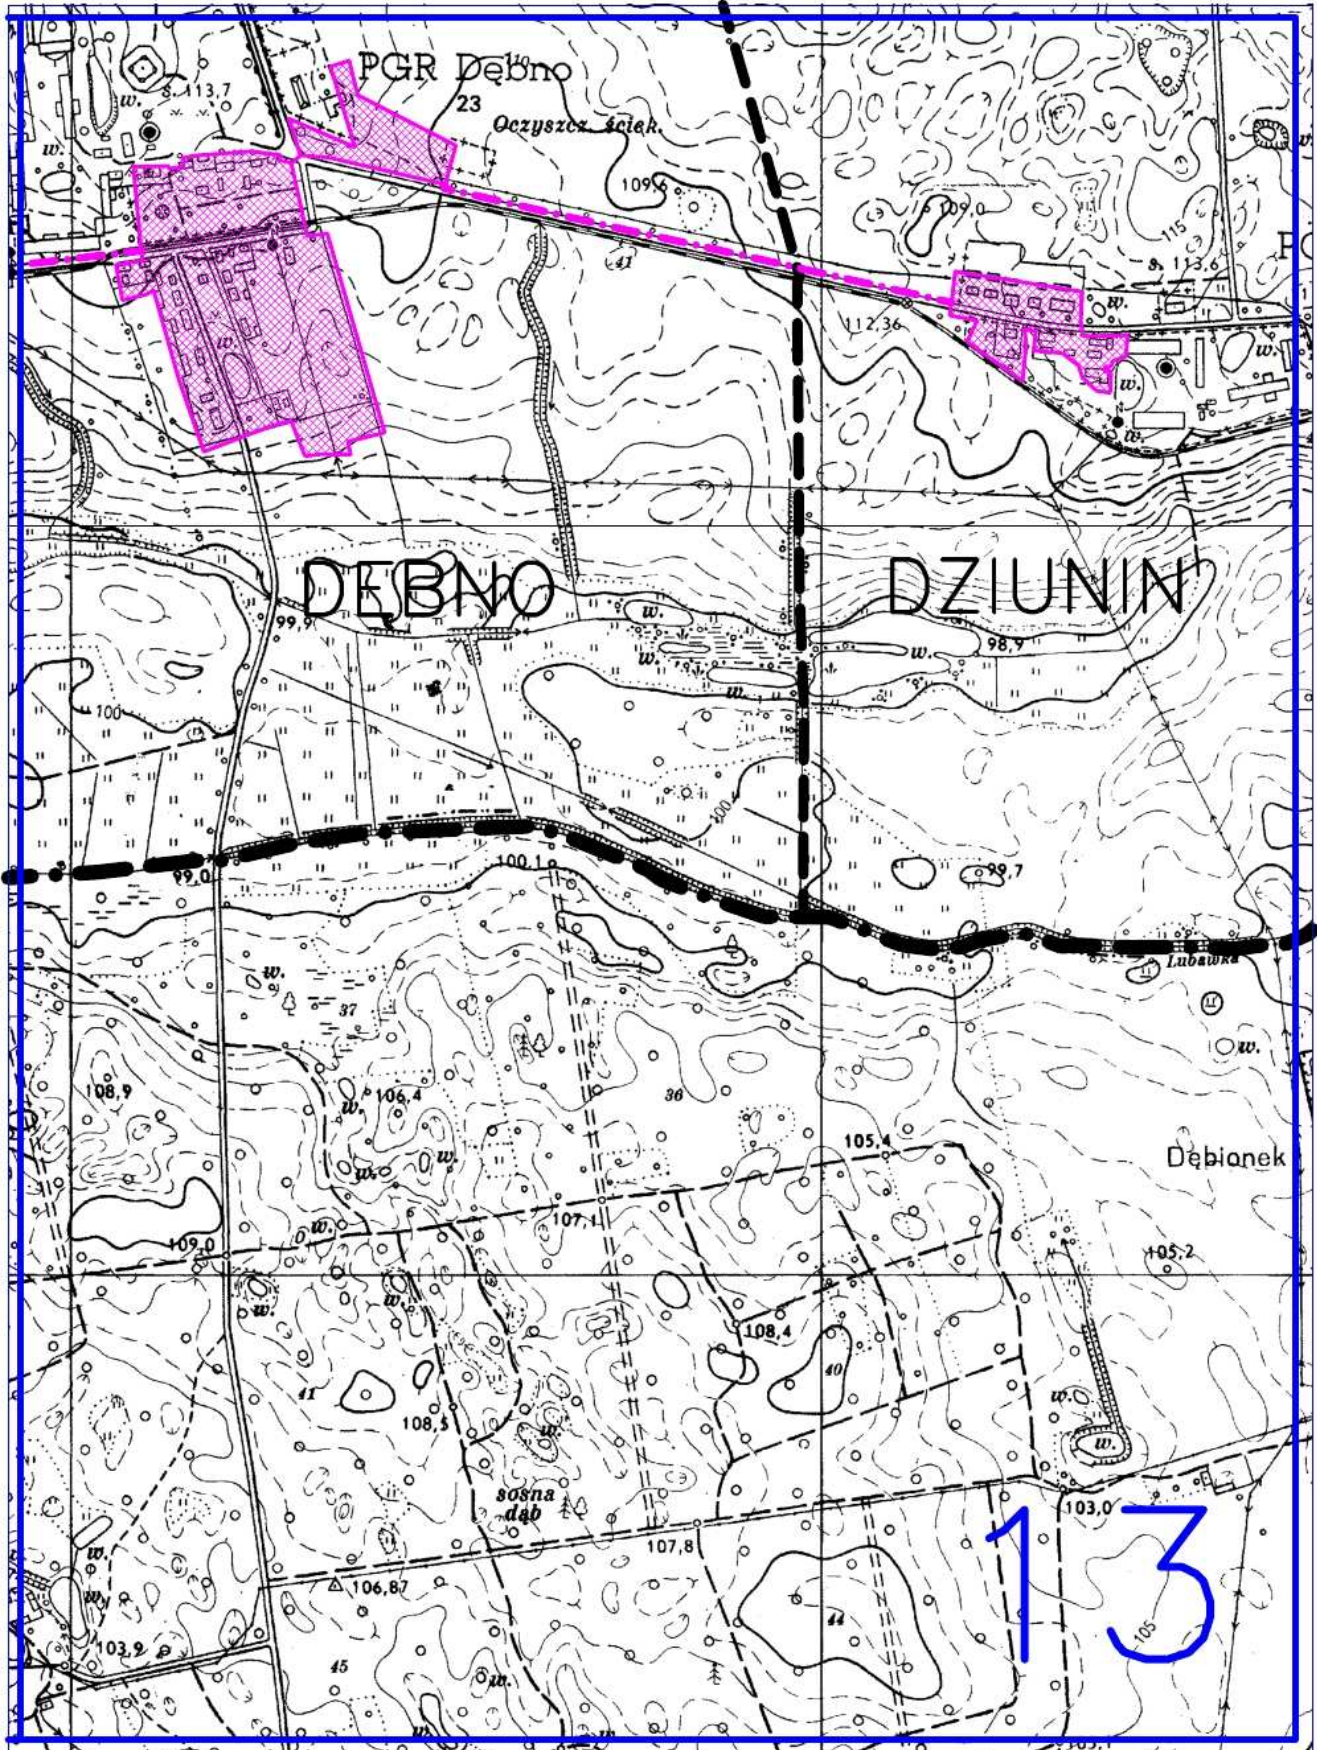 PGR Dębno
s. 113,7
w.
23
Oczyszcz. ściek.
w.
109,6
109,0
115
41
s. 113,6
w.
112,36
w.
w.
w.
w.
DĘBNO
DZIUNIN
w.
99,9
98,9
w.
w.
w.
100
100
100,1
99,0
99,7
Lubawka
w.
37
w.
108,9
106,4
36
w.
105,4
w.
w.
Dębionek
107,1
w.
109,0
105,2
w.
w.
108,4
40
41
w.
108,5
w.
w.
sosna
dąb
103,0
13
107,8
w.
106,87
w.
44
105
103,9
45
w.